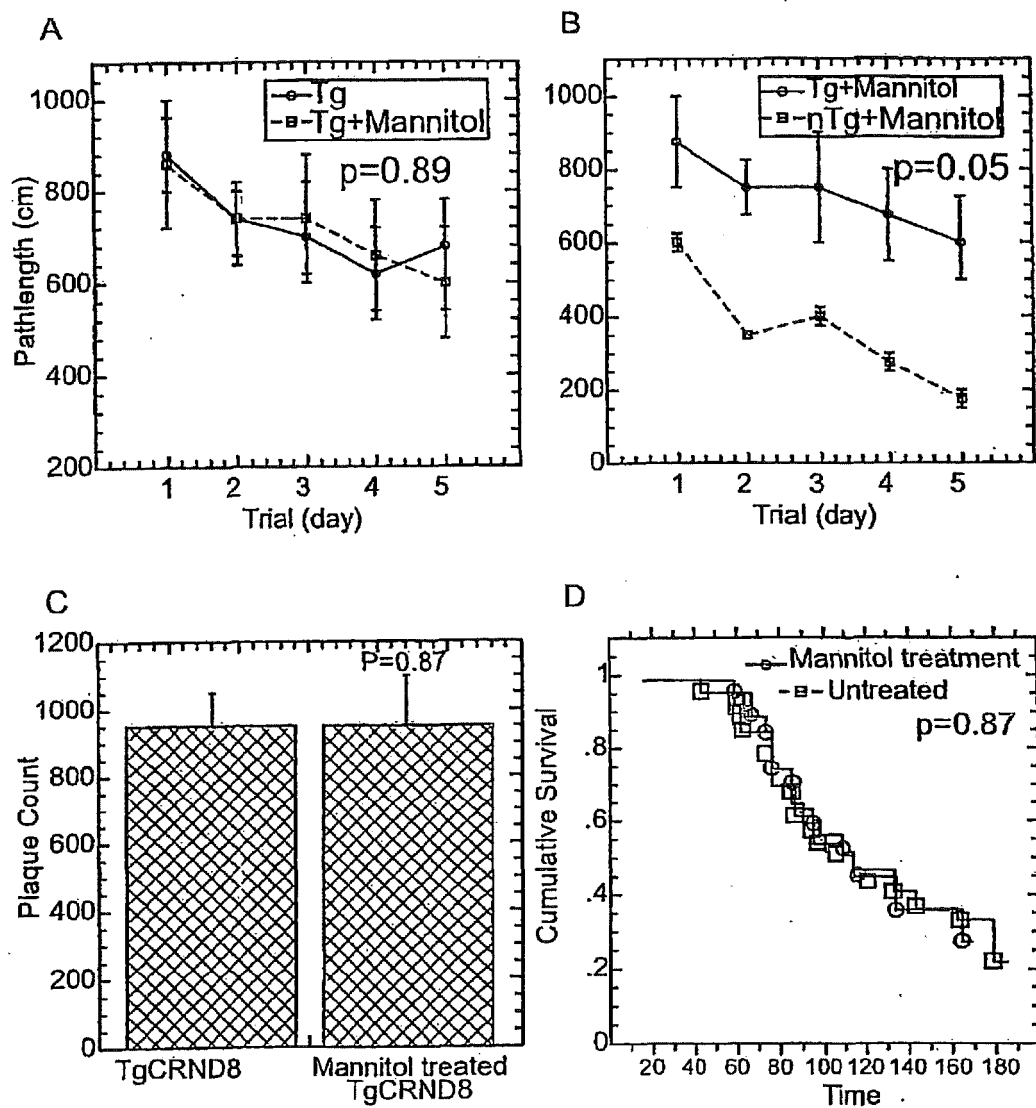 A
Tg
Tg+Mannitol
p=0.89
1000
800
600
400
200
Pathlength (cm)
1 2 3 4 5
Trial (day)
B
Tg+Mannitol
nTg+Mannitol
p=0.05
1000
800
600
400
200
0
1 2 3 4 5
Trial (day)
C
P=0.87
1200
1000
800
600
400
200
0
Plaque Count
TgCRND8
Mannitol treated
TgCRND8
D
Mannitol treatment
Untreated
p=0.87
1
.8
.6
.4
.2
0
Cumulative Survival
20 40 60 80 100 120 140 160 180
Time